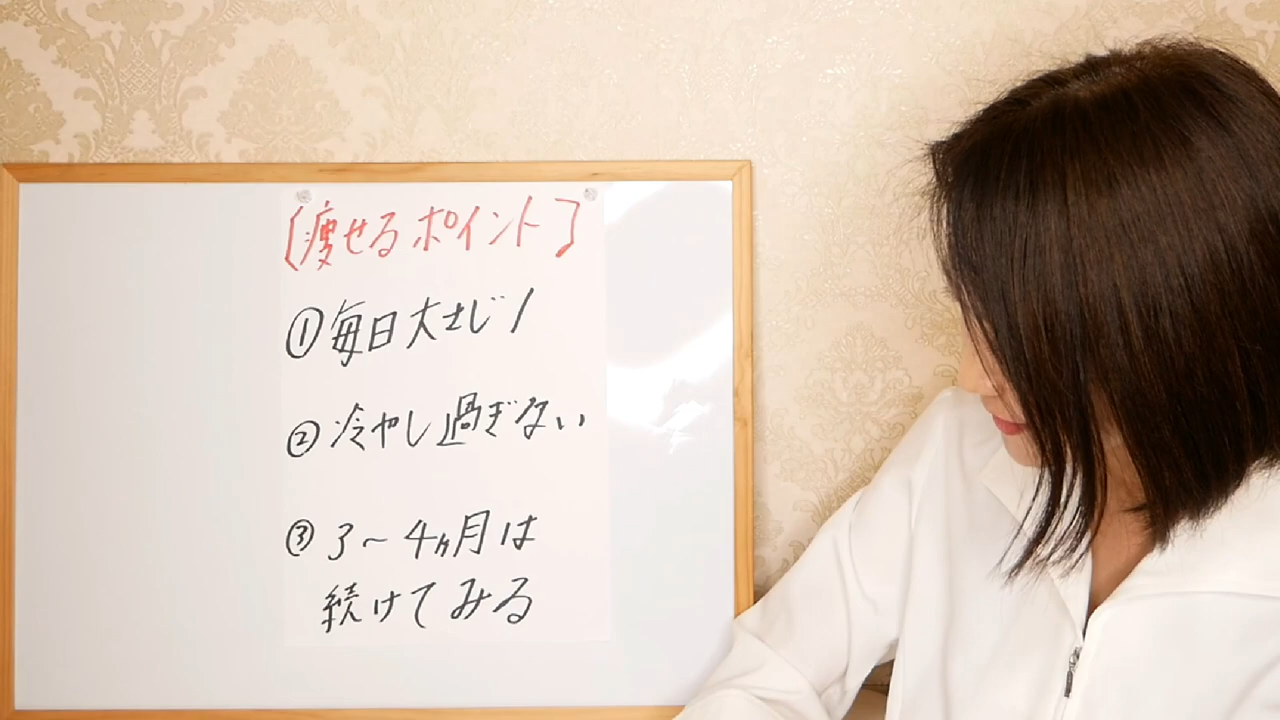 [痩せるポイント]
①毎日大さじ1
②冷やし過ぎない
③3~4ヶ月は
続けてみる